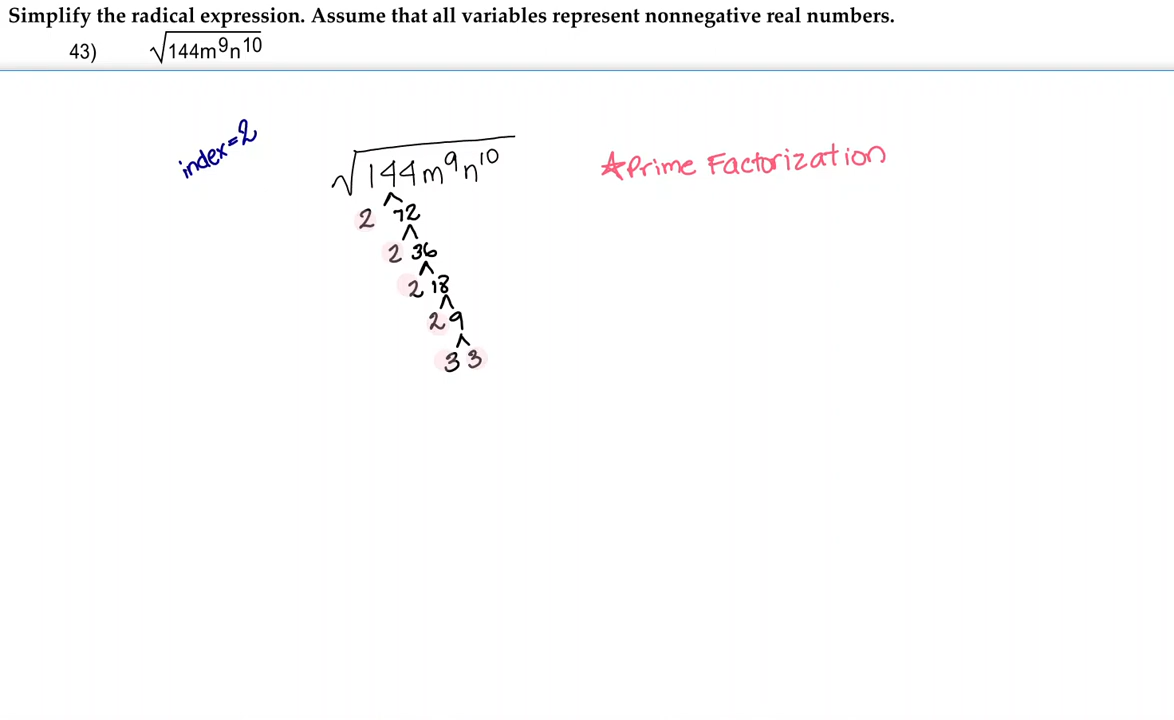 Simplify the radical expression. Assume that all variables represent nonnegative real numbers.
43) √144m⁹n¹⁰
index=2
√144m⁹n¹⁰
☆Prime Factorization
2 72
2 36
2 18
2 9
3 3